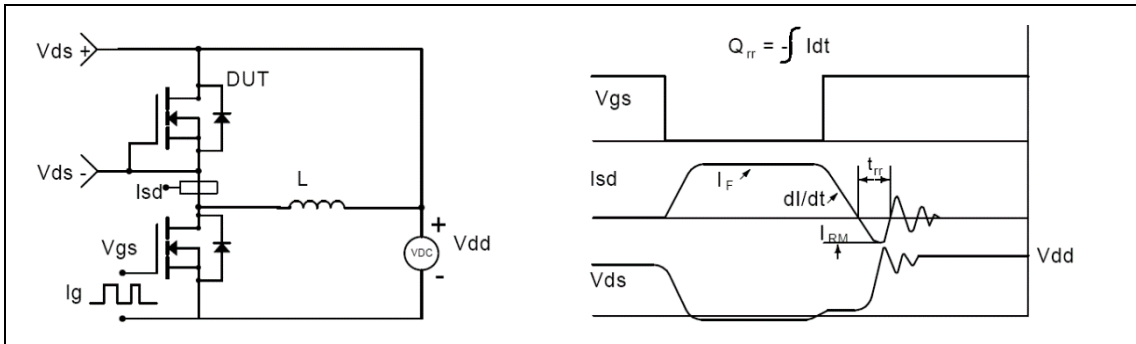 Vds +
DUT
Vds -
Isd
L
Vgs
Ig
+
VDC
-
Vdd
Q rr = -∫ Idt
Vgs
Isd
I F
dI/dt
t rr
I RM
Vds
Vdd